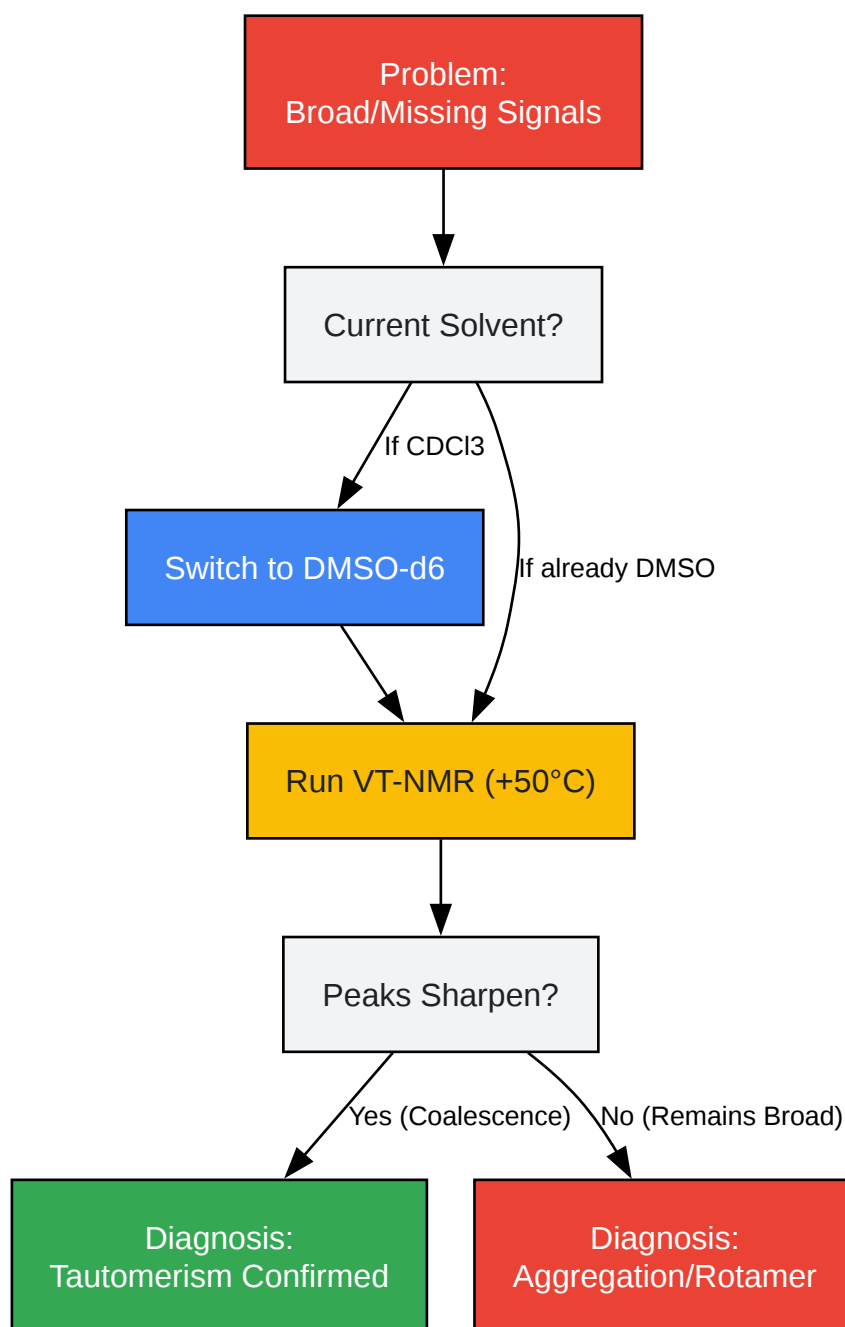 Problem:
Broad/Missing Signals
Current Solvent?
If CDCl3
Switch to DMSO-d6
If already DMSO
Run VT-NMR (+50°C)
Peaks Sharpen?
Yes (Coalescence)
No (Remains Broad)
Diagnosis:
Tautomerism Confirmed
Diagnosis:
Aggregation/Rotamer